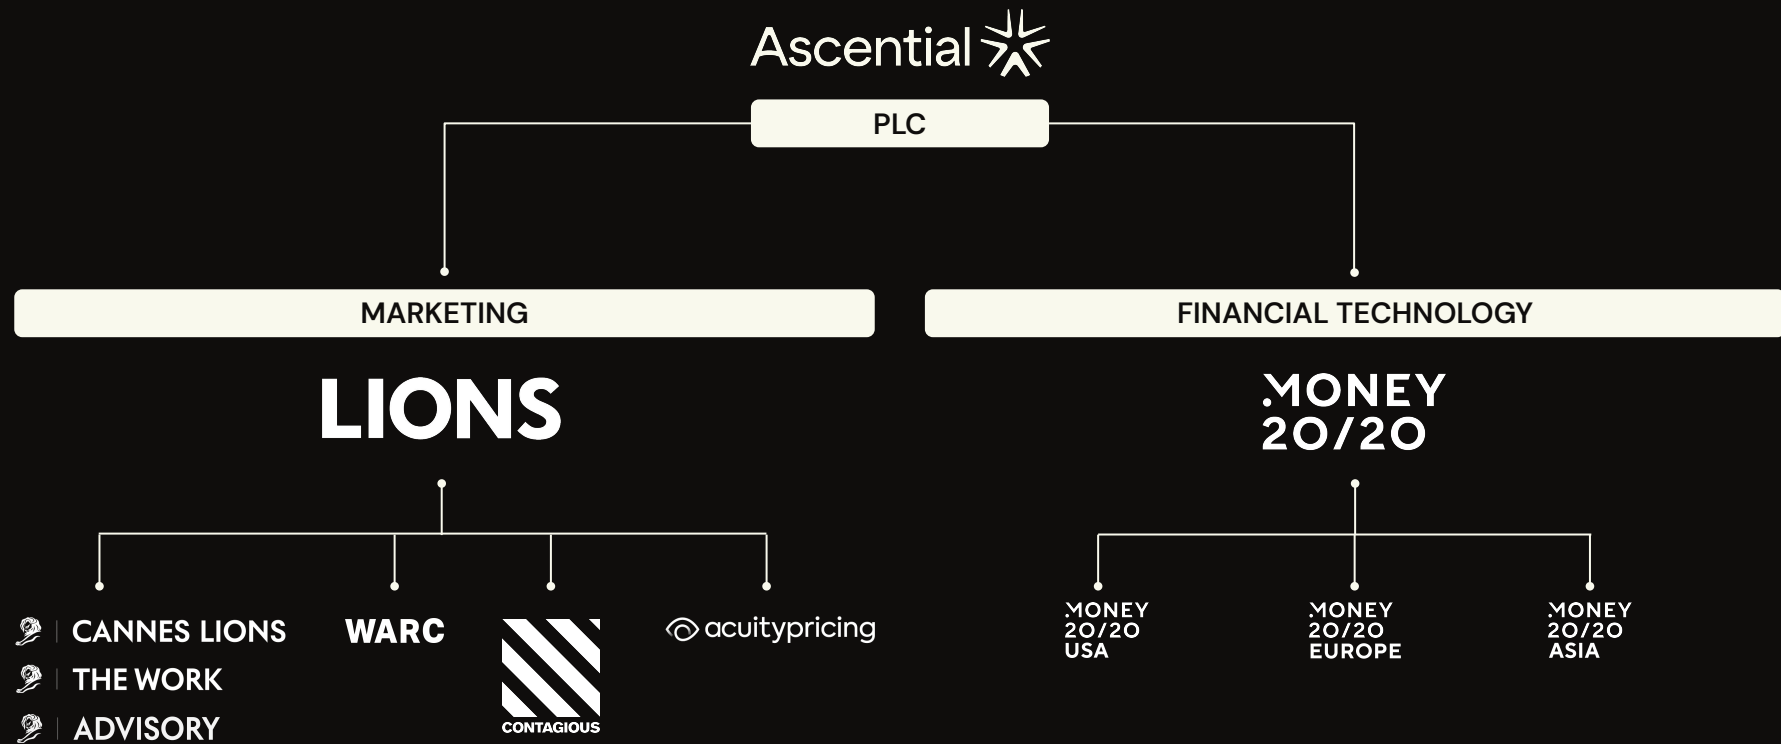 Ascential
PLC
MARKETING
FINANCIAL TECHNOLOGY
LIONS
MONEY
20/20
CANNES LIONS
THE WORK
ADVISORY
WARC
CONTAGIOUS
acuitypricing
MONEY
20/20
USA
MONEY
20/20
EUROPE
MONEY
20/20
ASIA